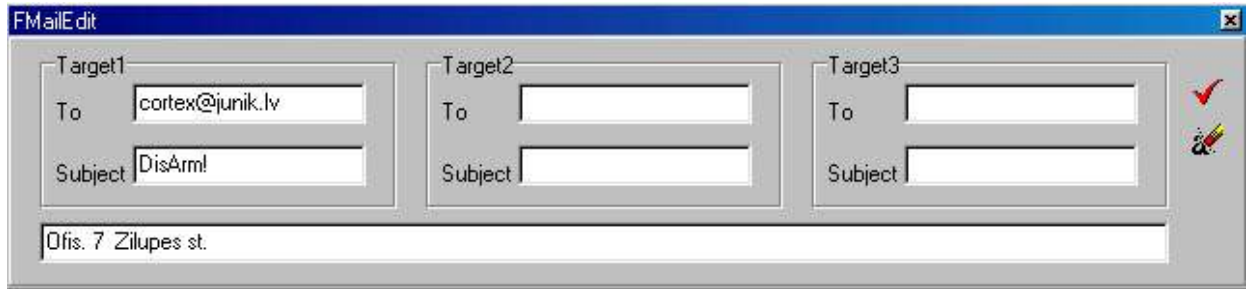 FMailEdit
Target1
To cortex@junik.lv
Subject DisArm!
Target2
To
Subject
Target3
To
Subject
Ofis. 7 Zilupes st.